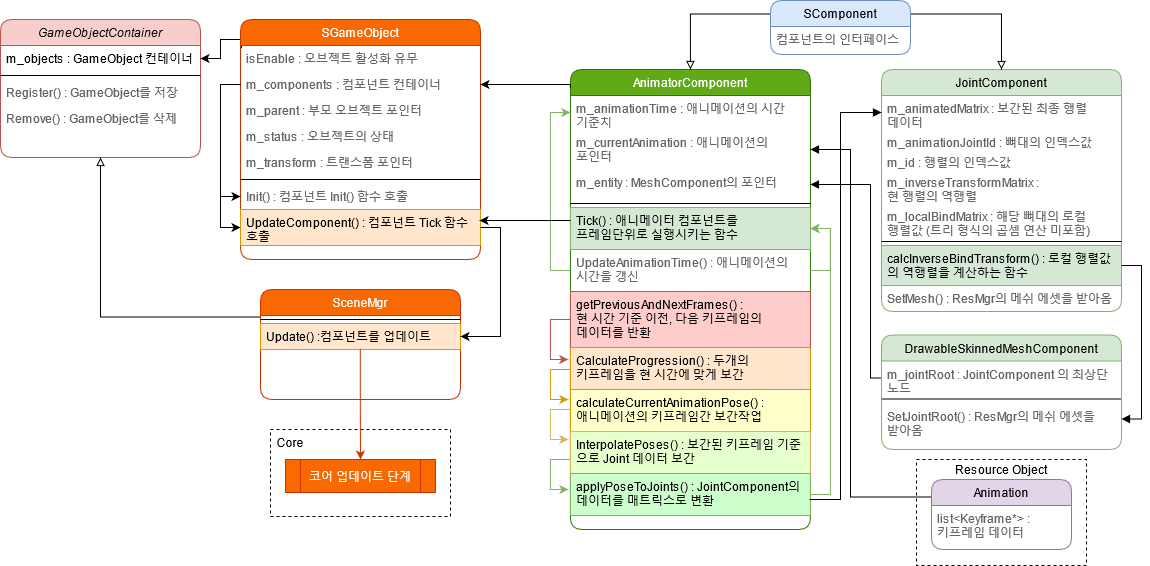 GameObjectContainer
m_objects : GameObject 컨테이너
Register() : GameObject를 저장
Remove() : GameObject를 삭제
SGameObject
isEnable : 오브젝트 활성화 유무
m_components : 컴포넌트 컨테이너
m_parent : 부모 오브젝트 포인터
m_status : 오브젝트의 상태
m_transform : 트랜스폼 포인터
Init() : 컴포넌트 Init() 함수 호출
UpdateComponent() : 컴포넌트 Tick 함수
호출
SceneMgr
Update() :컴포넌트를 업데이트
Core
코어 업데이트 단계
SComponent
컴포넌트의 인터페이스
AnimatorComponent
m_animationTime : 애니메이션의 시간
기준치
m_currentAnimation : 애니메이션의
포인터
m_entity : MeshComponent의 포인터
Tick() : 애니메이터 컴포넌트를
프레임단위로 실행시키는 함수
UpdateAnimationTime() : 애니메이션의
시간을 갱신
getPreviousAndNextFrames() :
현 시간 기준 이전, 다음 키프레임의
데이터를 반환
CalculateProgression() : 두개의
키프레임을 현 시간에 맞게 보간
calculateCurrentAnimationPose() :
애니메이션의 키프레임간 보간작업
InterpolatePoses() : 보간된 키프레임 기준
으로 Joint 데이터 보간
applyPoseToJoints() : JointComponent의
데이터를 매트릭스로 변환
JointComponent
m_animatedMatrix : 보간된 최종 행렬
데이터
m_animationJointId : 뼈대의 인덱스값
m_id : 행렬의 인덱스값
m_inverseTransformMatrix :
현 행렬의 역행렬
m_localBindMatrix : 해당 뼈대의 로컬
행렬값 (트리 형식의 곱셈 연산 미포함)
calcInverseBindTransform() : 로컬 행렬값
의 역행렬을 계산하는 함수
SetMesh() : ResMgr의 메쉬 에셋을 받아옴
DrawableSkinnedMeshComponent
m_jointRoot : JointComponent 의 최상단
노드
SetJointRoot() : ResMgr의 메쉬 에셋을
받아옴
Resource Object
Animation
list<Keyframe*> :
키프레임 데이터